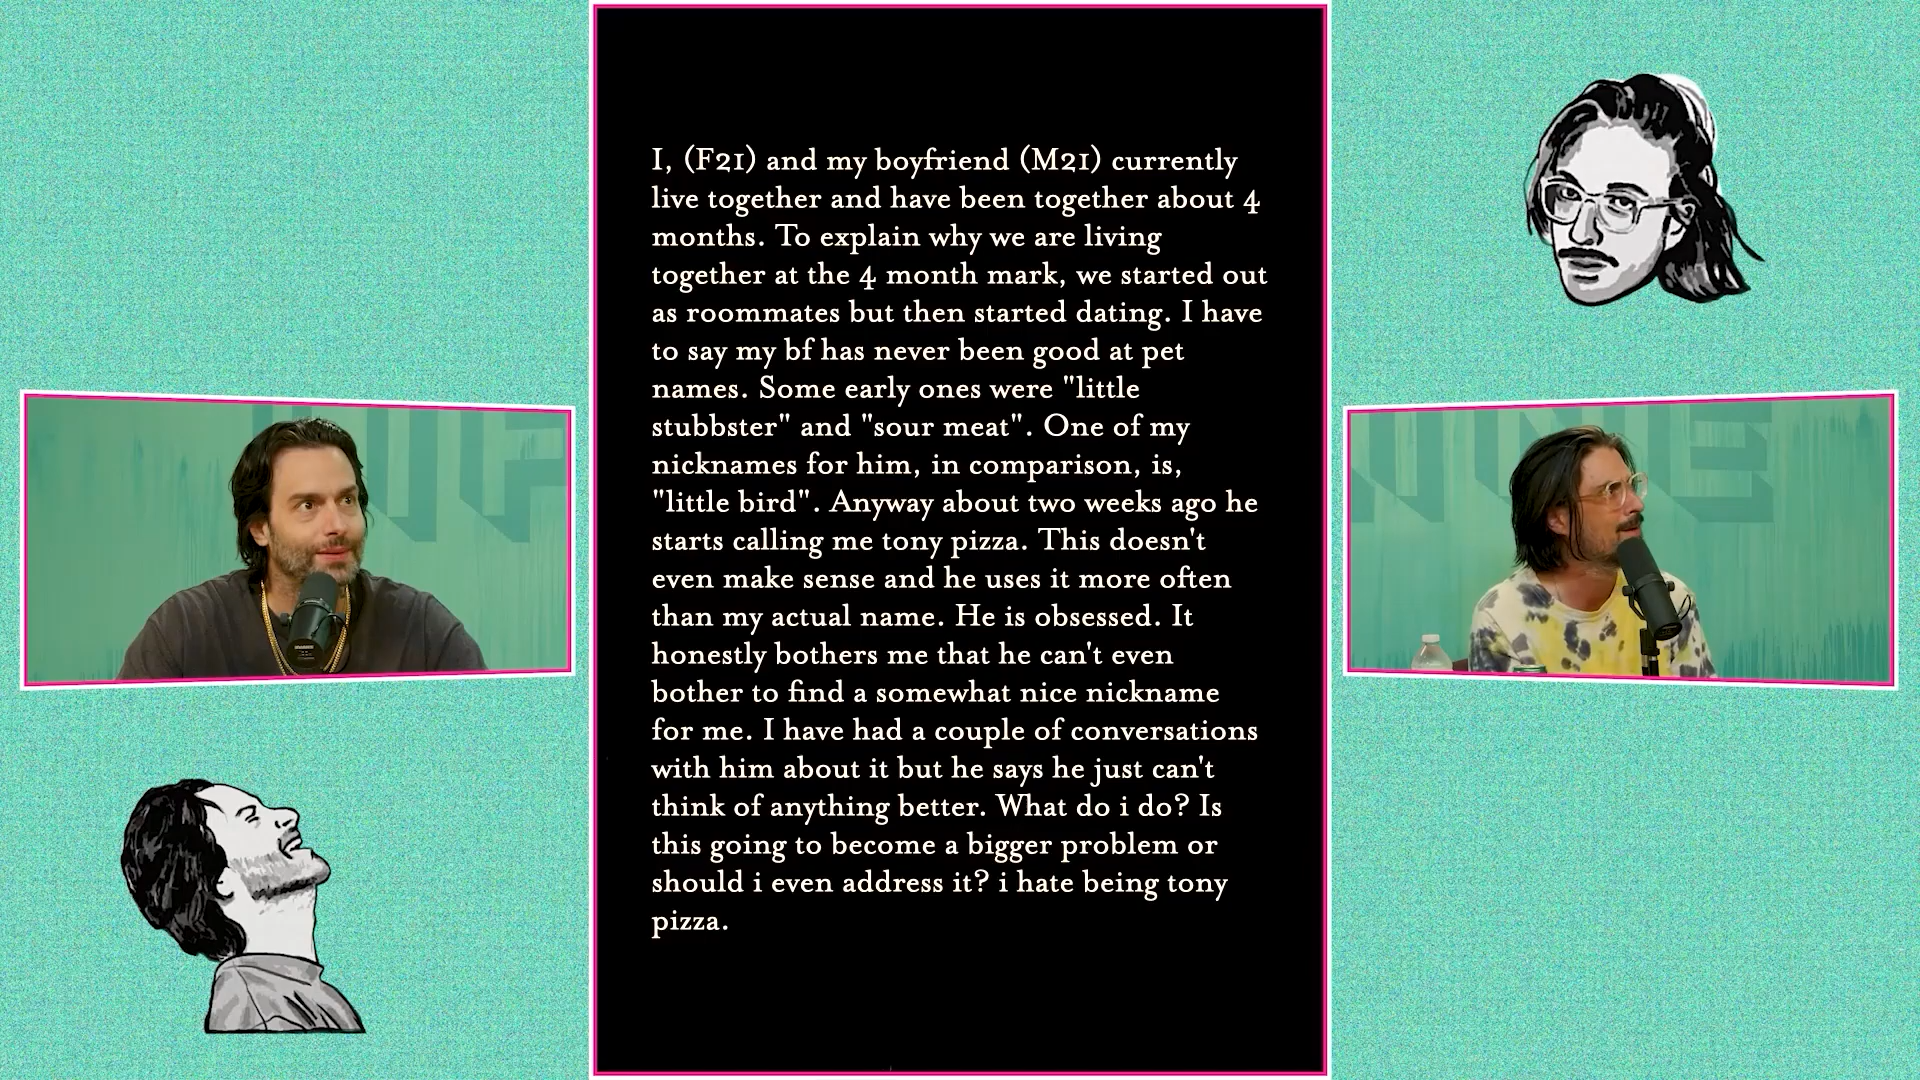 I, (F21) and my boyfriend (M21) currently
live together and have been together about 4
months. To explain why we are living
together at the 4 month mark, we started out
as roommates but then started dating. I have
to say my bf has never been good at pet
names. Some early ones were "little
stubbster" and "sour meat". One of my
nicknames for him, in comparison, is,
"little bird". Anyway about two weeks ago he
starts calling me tony pizza. This doesn't
even make sense and he uses it more often
than my actual name. He is obsessed. It
honestly bothers me that he can't even
bother to find a somewhat nice nickname
for me. I have had a couple of conversations
with him about it but he says he just can't
think of anything better. What do i do? Is
this going to become a bigger problem or
should i even address it? i hate being tony
pizza.